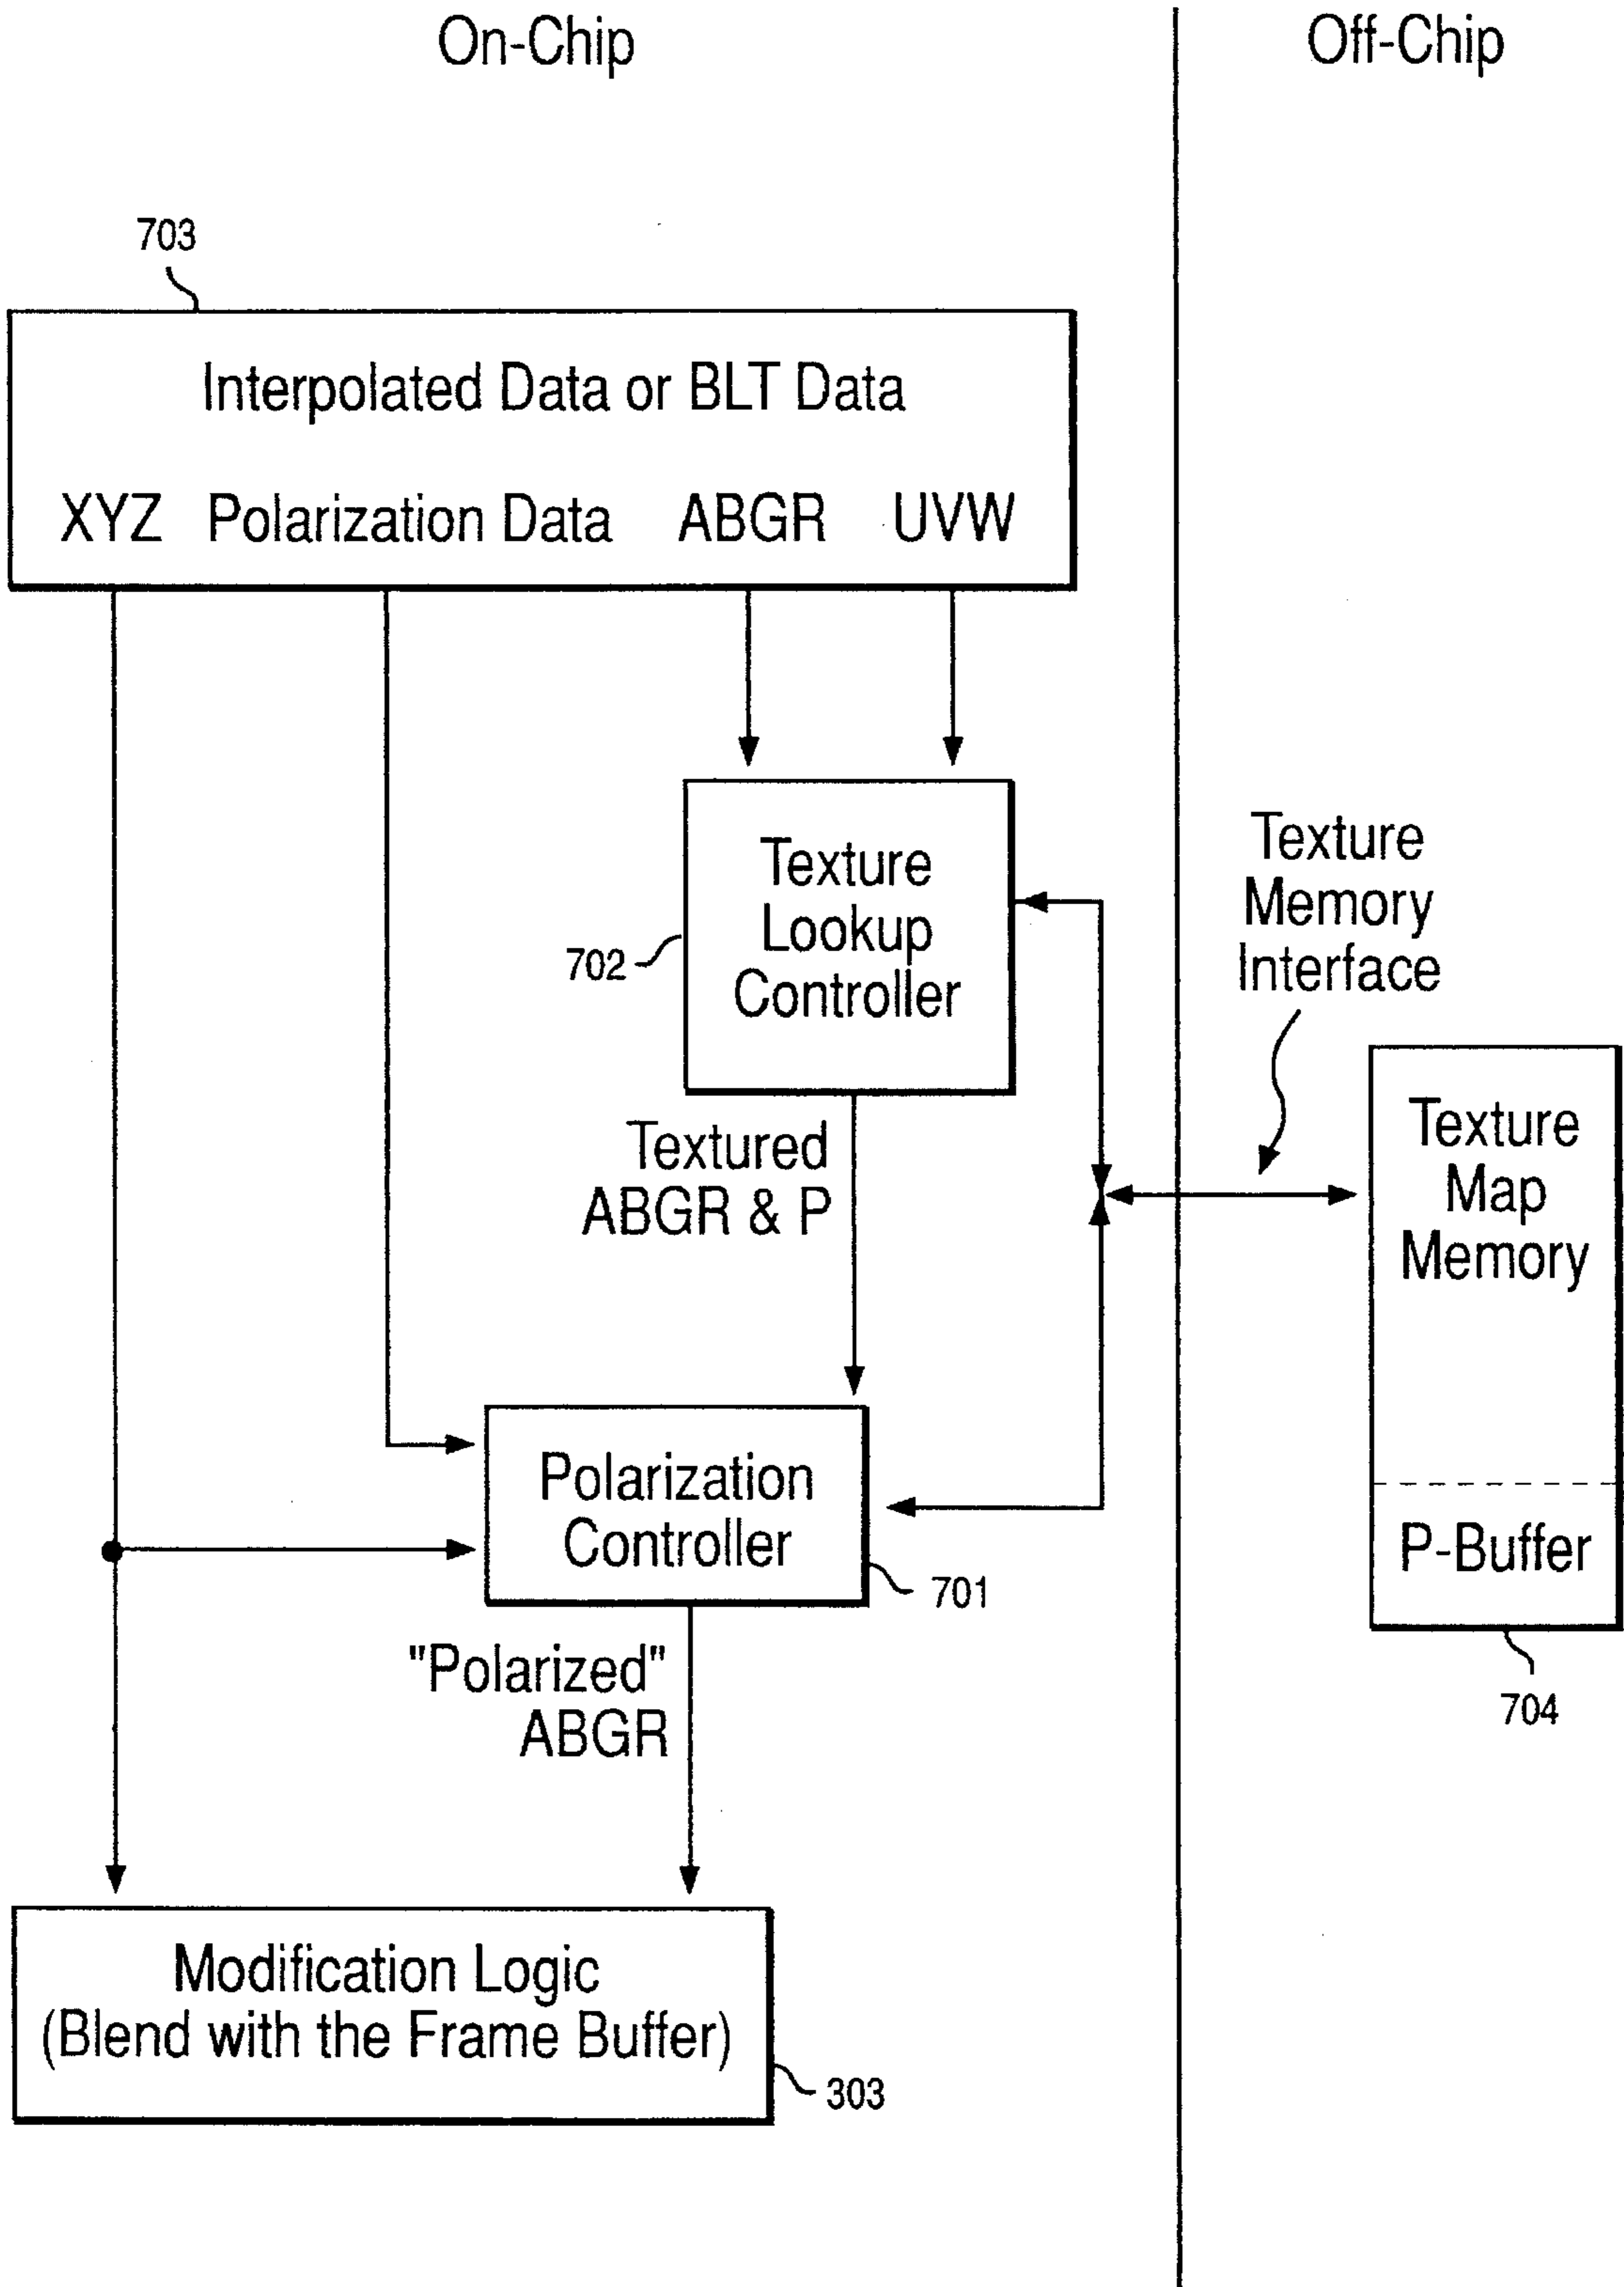 On-Chip
Off-Chip
703
Interpolated Data or BLT Data
XYZ Polarization Data ABGR UVW
Texture
Lookup
Controller
702
Texture
Memory
Interface
Textured
ABGR & P
Texture
Map
Memory
P-Buffer
704
Polarization
Controller
701
"Polarized"
ABGR
Modification Logic
(Blend with the Frame Buffer)
303